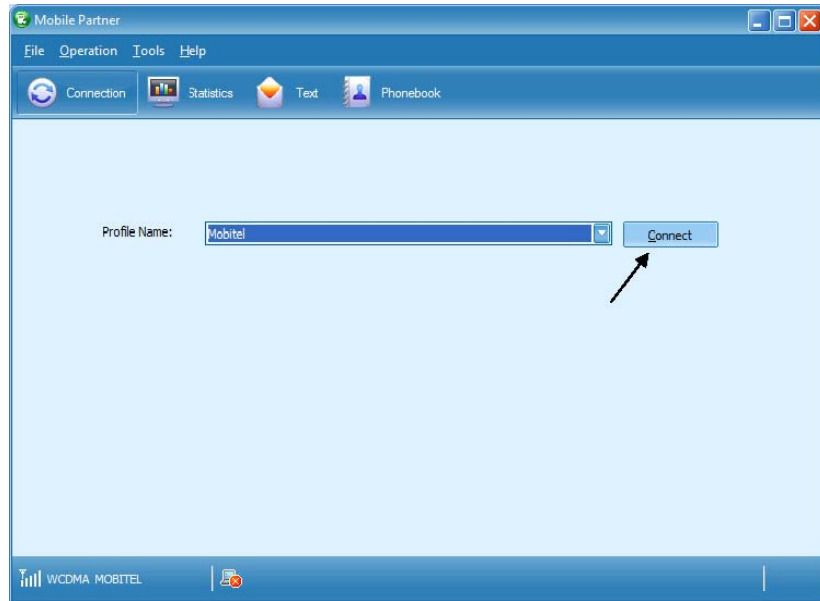 Mobile Partner
File Operation Tools Help
Connection Statistics Text Phonebook
Profile Name: Mobitel Connect
WCDMA MOBITEL